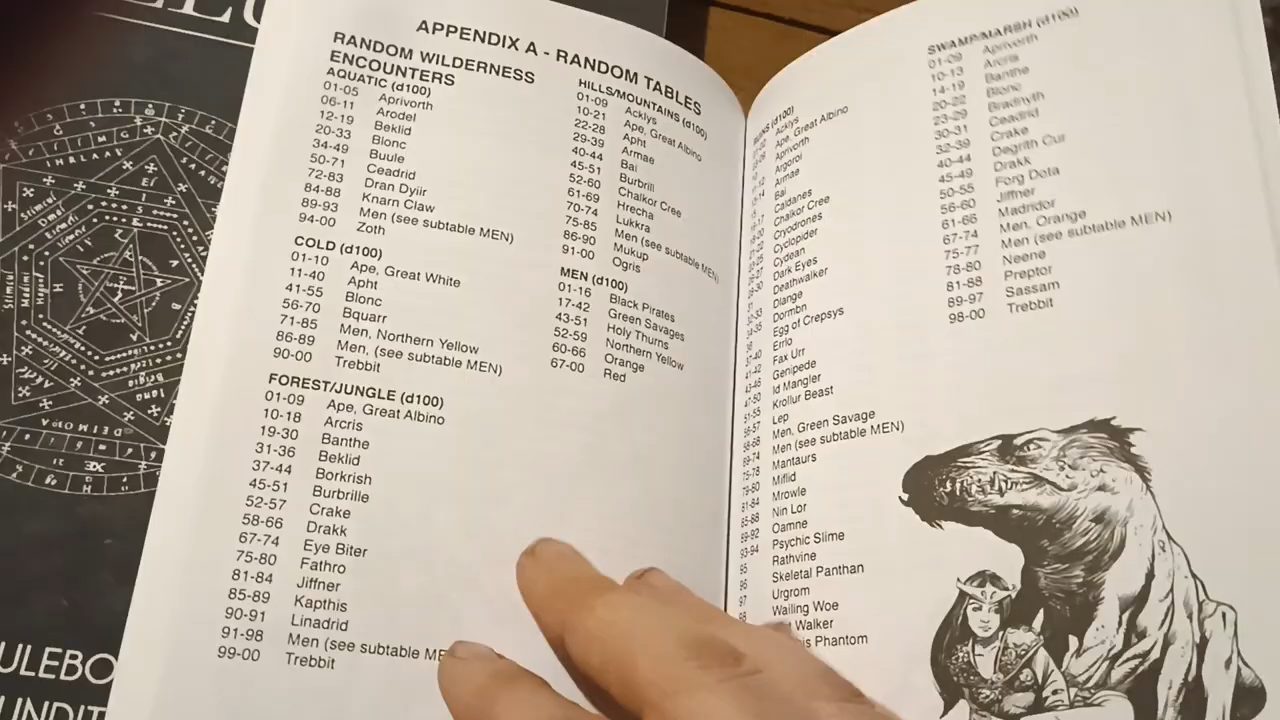 APPENDIX A - RANDOM TABLES
RANDOM WILDERNESS
ENCOUNTERS
AQUATIC (d100)
01-05 Aprivorth
06-11 Arodel
12-19 Beklid
20-33 Blonc
34-49 Buule
50-71 Ceadrid
72-83 Dran Dyiir
84-88 Knarn Claw
89-93 Men (see subtable MEN)
94-00 Zoth
COLD (d100)
01-10 Ape, Great White
11-40 Apht
41-55 Blonc
56-70 Bquarr
71-85 Men, Northern Yellow
86-89 Men, (see subtable MEN)
90-00 Trebbit
FOREST/JUNGLE (d100)
01-09 Ape, Great Albino
10-18 Arcris
19-30 Banthe
31-36 Beklid
37-44 Borkrish
45-51 Burbrille
52-57 Crake
58-66 Drakk
67-74 Eye Biter
75-80 Fathro
81-84 Jiffner
85-89 Kapthis
90-91 Linadrid
91-98 Men (see subtable
99-00 Trebbit
HILLS/MOUNTAINS (d100)
01-09 Acklys
10-21 Ape, Great Albino
22-28 Apht
29-39 Armae
40-44 Bai
45-51 Burbrill
52-60 Chalkor Cree
61-69 Hrecha
70-74 Lukkra
75-85 Men (see subtable MEN)
86-90 Mukup
91-00 Ogris
MEN (d100)
01-16 Black Pirates
17-42 Green Savages
43-51 Holy Thurns
52-59 Northern Yellow
60-66 Orange
67-00 Red
(d100)
Acklys
Ape, Great Albino
Aprivorth
Argoroi
Armae
Bai
Caldanes
Chalkor Cree
Cryodrones
Cyclopider
Cydean
Dark Eyes
Deathwalker
Dlange
Dormbn
Egg of Crepsys
Errlo
Fax Urr
Genipede
Id Mangler
Krollur Beast
Lep
Men, Green Savage
Men (see subtable MEN)
Mantaurs
Miflid
Mrowle
Nin Lor
Oamne
93-94 Psychic Slime
95 Rathvine
96 Skeletal Panthan
97 Urgrom
98 Wailing Woe
Walker
Phantom
SWAMP/MARSH (d100)
01-09 Aprivorth
10-13 Arcris
14-19 Banthe
20-22 Blonc
23-29 Bradnyth
30-31 Ceadrid
32-39 Crake
40-44 Degrith Cur
45-49 Drakk
50-55 Forg Dota
56-60 Jiffner
61-66 Madridor
67-74 Men, Orange
75-77 Men (see subtable MEN)
78-80 Neene
81-88 Preptor
89-97 Sassam
98-00 Trebbit